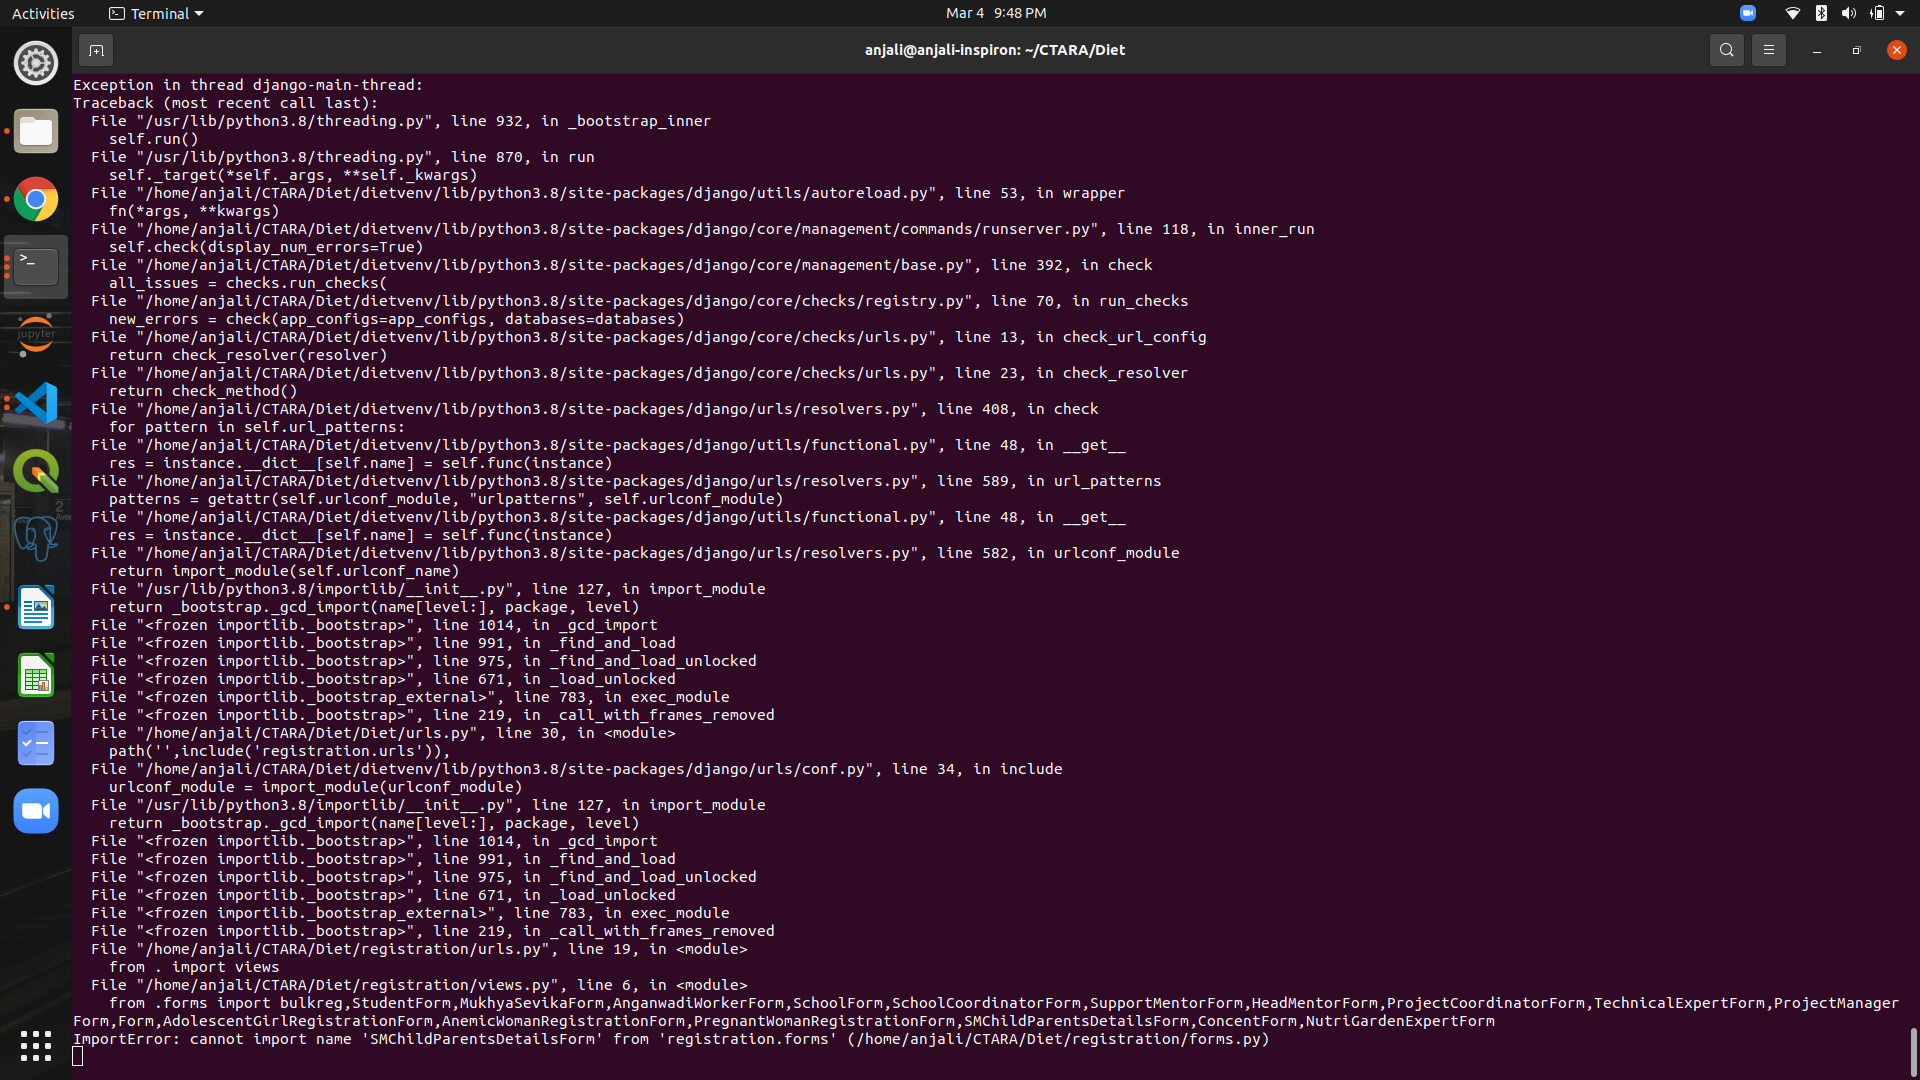 Activities
Terminal
Mar 4 9:48 PM
anjali@anjali-inspiron: ~/CTARA/Diet
Exception in thread django-main-thread:
Traceback (most recent call last):
File "/usr/lib/python3.8/threading.py", line 932, in _bootstrap_inner
self.run()
File "/usr/lib/python3.8/threading.py", line 870, in run
self._target(*self._args, **self._kwargs)
File "/home/anjali/CTARA/Diet/dietvenv/lib/python3.8/site-packages/django/utils/autoreload.py", line 53, in wrapper
fn(*args, **kwargs)
File "/home/anjali/CTARA/Diet/dietvenv/lib/python3.8/site-packages/django/core/management/commands/runserver.py", line 118, in inner_run
self.check(display_num_errors=True)
File "/home/anjali/CTARA/Diet/dietvenv/lib/python3.8/site-packages/django/core/management/base.py", line 392, in check
all_issues = checks.run_checks(
File "/home/anjali/CTARA/Diet/dietvenv/lib/python3.8/site-packages/django/core/checks/registry.py", line 70, in run_checks
new_errors = check(app_configs=app_configs, databases=databases)
File "/home/anjali/CTARA/Diet/dietvenv/lib/python3.8/site-packages/django/core/checks/urls.py", line 13, in check_url_config
return check_resolver(resolver)
File "/home/anjali/CTARA/Diet/dietvenv/lib/python3.8/site-packages/django/core/checks/urls.py", line 23, in check_resolver
return check_method()
File "/home/anjali/CTARA/Diet/dietvenv/lib/python3.8/site-packages/django/urls/resolvers.py", line 408, in check
for pattern in self.url_patterns:
File "/home/anjali/CTARA/Diet/dietvenv/lib/python3.8/site-packages/django/utils/functional.py", line 48, in __get__
res = instance.__dict__[self.name] = self.func(instance)
File "/home/anjali/CTARA/Diet/dietvenv/lib/python3.8/site-packages/django/urls/resolvers.py", line 589, in url_patterns
patterns = getattr(self.urlconf_module, "urlpatterns", self.urlconf_module)
File "/home/anjali/CTARA/Diet/dietvenv/lib/python3.8/site-packages/django/utils/functional.py", line 48, in __get__
res = instance.__dict__[self.name] = self.func(instance)
File "/home/anjali/CTARA/Diet/dietvenv/lib/python3.8/site-packages/django/urls/resolvers.py", line 582, in urlconf_module
return import_module(self.urlconf_name)
File "/usr/lib/python3.8/importlib/__init__.py", line 127, in import_module
return _bootstrap._gcd_import(name[level:], package, level)
File "<frozen importlib._bootstrap>", line 1014, in _gcd_import
File "<frozen importlib._bootstrap>", line 991, in _find_and_load
File "<frozen importlib._bootstrap>", line 975, in _find_and_load_unlocked
File "<frozen importlib._bootstrap>", line 671, in _load_unlocked
File "<frozen importlib._bootstrap_external>", line 783, in exec_module
File "<frozen importlib._bootstrap>", line 219, in _call_with_frames_removed
File "/home/anjali/CTARA/Diet/Diet/urls.py", line 30, in <module>
path('',include('registration.urls')),
File "/home/anjali/CTARA/Diet/dietvenv/lib/python3.8/site-packages/django/urls/conf.py", line 34, in include
urlconf_module = import_module(urlconf_module)
File "/usr/lib/python3.8/importlib/__init__.py", line 127, in import_module
return _bootstrap._gcd_import(name[level:], package, level)
File "<frozen importlib._bootstrap>", line 1014, in _gcd_import
File "<frozen importlib._bootstrap>", line 991, in _find_and_load
File "<frozen importlib._bootstrap>", line 975, in _find_and_load_unlocked
File "<frozen importlib._bootstrap>", line 671, in _load_unlocked
File "<frozen importlib._bootstrap_external>", line 783, in exec_module
File "<frozen importlib._bootstrap>", line 219, in _call_with_frames_removed
File "/home/anjali/CTARA/Diet/registration/urls.py", line 19, in <module>
from . import views
File "/home/anjali/CTARA/Diet/registration/views.py", line 6, in <module>
from .forms import bulkreg,StudentForm,MukhyaSevikaForm,AnganwadiWorkerForm,SchoolForm,SchoolCoordinatorForm,SupportMentorForm,HeadMentorForm,ProjectCoordinatorForm,TechnicalExpertForm,ProjectManager
Form,Form,AdolescentGirlRegistrationForm,AnemicWomanRegistrationForm,PregnantWomanRegistrationForm,SMChildParentsDetailsForm,ConcentForm,NutriGardenExpertForm
ImportError: cannot import name 'SMChildParentsDetailsForm' from 'registration.forms' (/home/anjali/CTARA/Diet/registration/forms.py)
jupyter